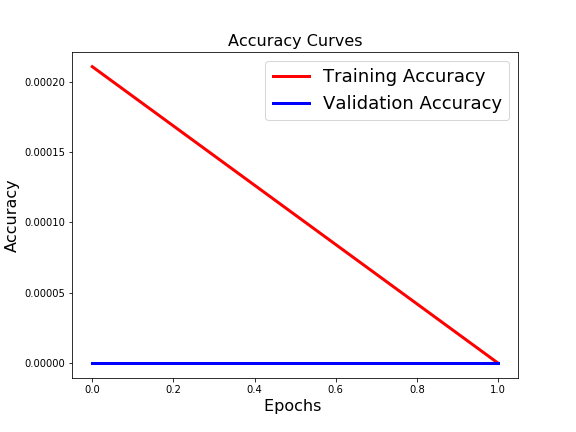 Accuracy Curves
Training Accuracy
Validation Accuracy
Accuracy
0.00020
0.00015
0.00010
0.00005
0.00000
0.0 0.2 0.4 0.6 0.8 1.0
Epochs